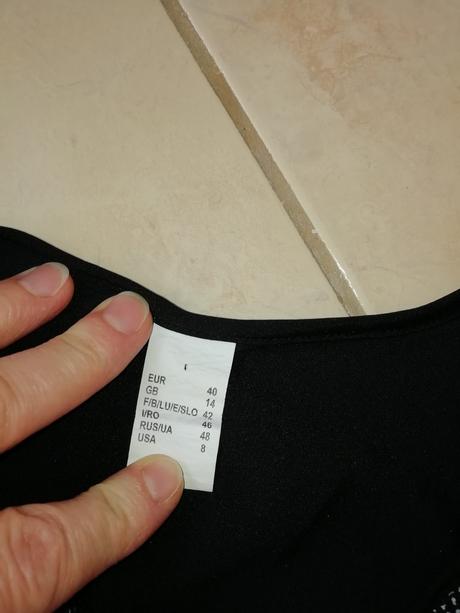 EUR 40
GB 14
F/B/LU/E/SLO 42
I/RO 46
RUS/UA 48
USA 8